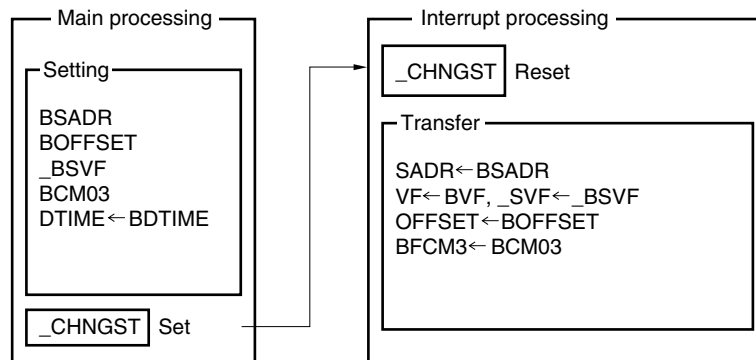 Main processing
Setting
BSADR
BOFFSET
_BSVF
BCM03
DTIME←BDTIME
_CHNGST Set
Interrupt processing
_CHNGST Reset
Transfer
SADR←BSADR
VF←BVF, _SVF←_BSVF
OFFSET←BOFFSET
BFCM3←BCM03